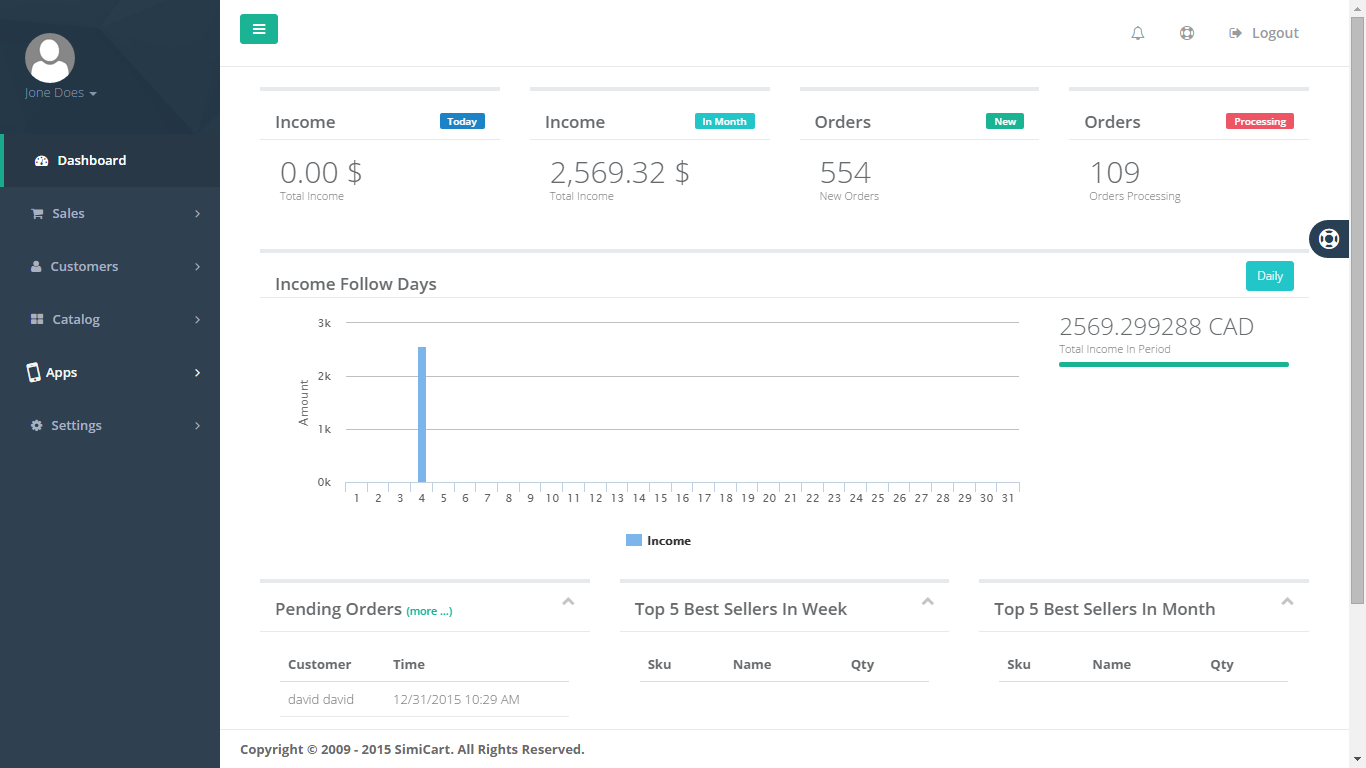 Logout
Jone Does
Dashboard
Sales
Customers
Catalog
Apps
Settings
Income Today
0.00 $
Total Income
Income In Month
2,569.32 $
Total Income
Orders New
554
New Orders
Orders Processing
109
Orders Processing
Income Follow Days Daily
3k
2k
1k
0k
Amount
1 2 3 4 5 6 7 8 9 10 11 12 13 14 15 16 17 18 19 20 21 22 23 24 25 26 27 28 29 30 31
Income
2569.299288 CAD
Total Income In Period
Pending Orders (more ...)
Customer Time
david david 12/31/2015 10:29 AM
Top 5 Best Sellers In Week
Sku Name Qty
Top 5 Best Sellers In Month
Sku Name Qty
Copyright © 2009 - 2015 SimiCart. All Rights Reserved.